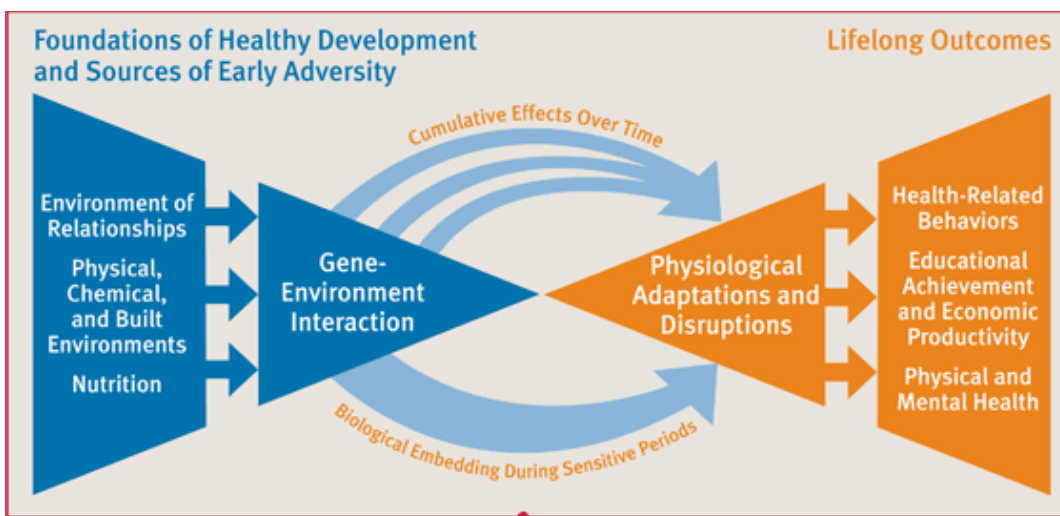 Foundations of Healthy Development
and Sources of Early Adversity
Lifelong Outcomes
Cumulative Effects Over Time
Environment of
Relationships
Physical,
Chemical,
and Built
Environments
Nutrition
Gene-
Environment
Interaction
Physiological
Adaptations and
Disruptions
Health-Related
Behaviors
Educational
Achievement
and Economic
Productivity
Physical and
Mental Health
Biological Embedding During Sensitive Periods